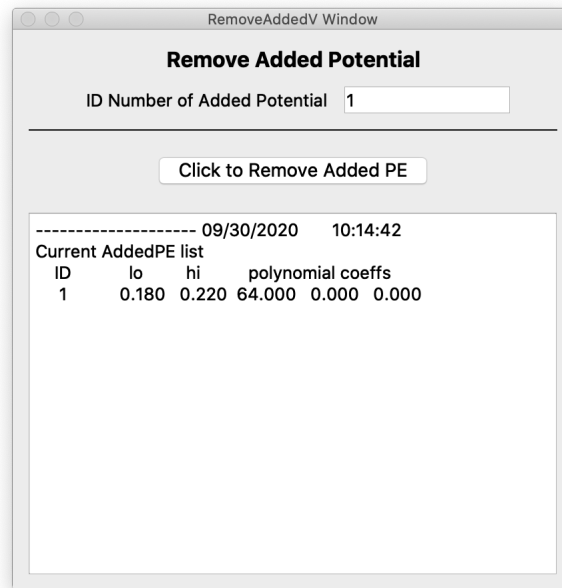 RemoveAddedV Window
Remove Added Potential
ID Number of Added Potential 1
Click to Remove Added PE
-------------------- 09/30/2020 10:14:42
Current AddedPE list
ID lo hi polynomial coeffs
1 0.180 0.220 64.000 0.000 0.000